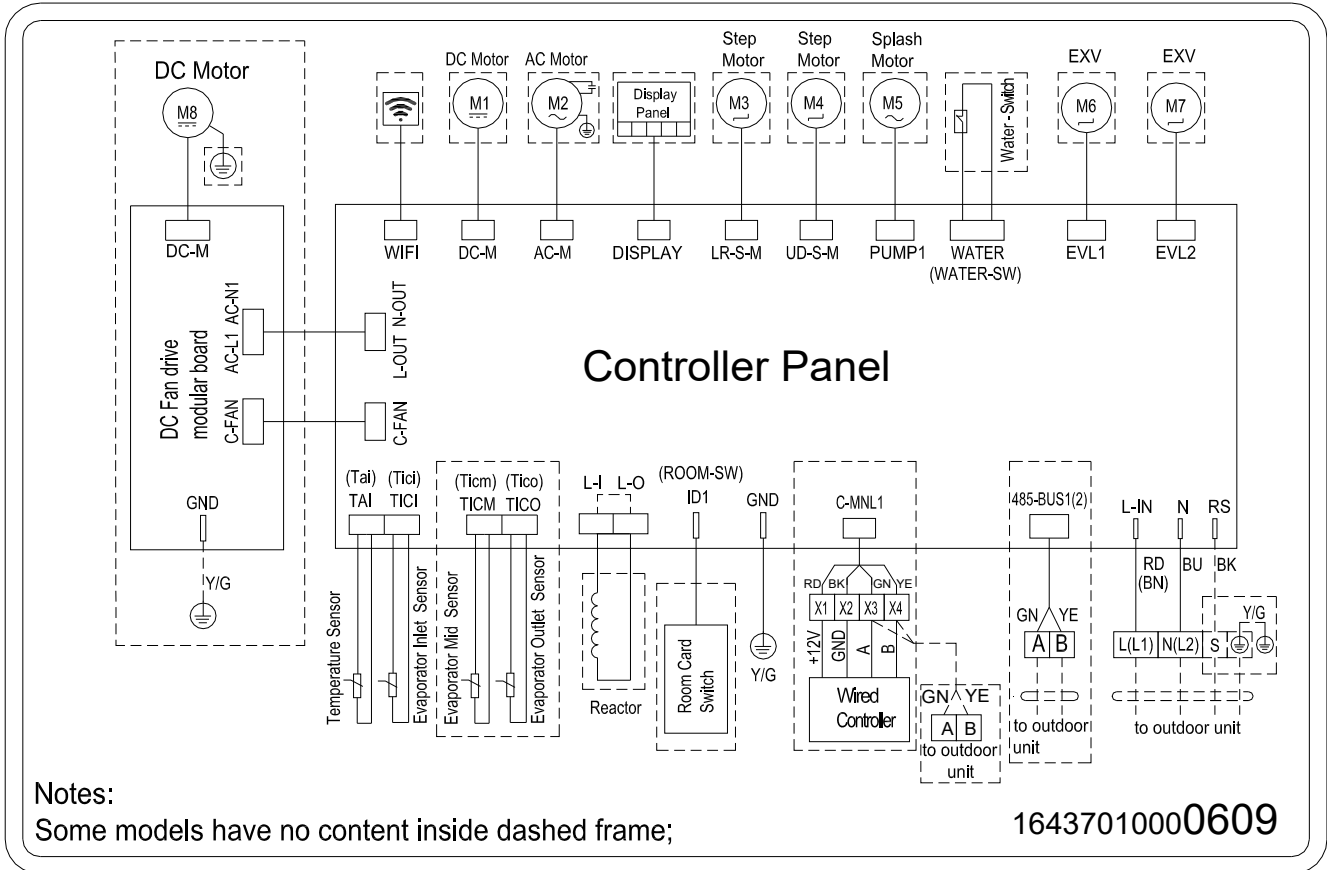 DC Motor
M8
DC-M
AC-L1 AC-N1
C-FAN
DC Fan drive
modular board
GND
Y/G
DC Motor
M1
AC Motor
M2
Display
Panel
Step
Motor
M3
Step
Motor
M4
Splash
Motor
M5
Water-Switch
EXV
M6
EXV
M7
WIFI
DC-M
AC-M
DISPLAY
LR-S-M
UD-S-M
PUMP1
WATER
(WATER-SW)
EVL1
EVL2
L-OUT N-OUT
C-FAN
Controller Panel
(Tai)
TAI
(Tici)
TICI
(Ticm)
TICM
(Tico)
TICO
L-I
L-O
(ROOM-SW)
ID1
GND
C-MNL1
485-BUS1(2)
L-IN
N
RS
Temperature Sensor
Evaporator Inlet Sensor
Evaporator Mid Sensor
Evaporator Outlet Sensor
Reactor
Room Card
Switch
Y/G
RD
BK
GN
YE
X1
X2
X3
X4
+12V
GND
A
B
Wired
Controller
GN
YE
A
B
to outdoor
unit
GN
YE
A
B
to outdoor
unit
RD
(BN)
BU
BK
Y/G
L(L1)
N(L2)
S
to outdoor unit
Notes:
Some models have no content inside dashed frame;
16437010000609